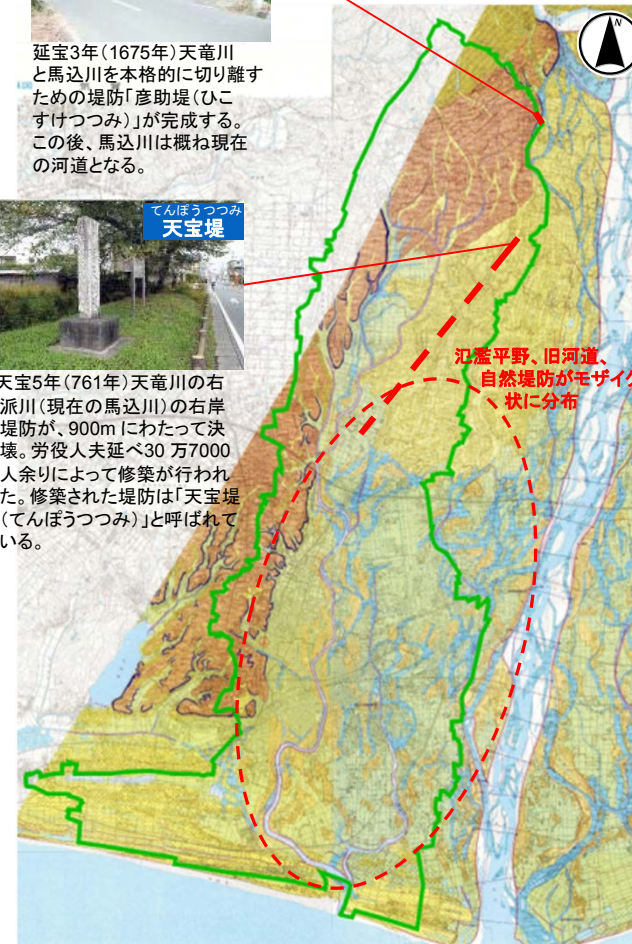 N
延宝3年(1675年)天竜川
と馬込川を本格的に切り離す
ための堤防「彦助堤(ひこ
すけつつみ)」が完成する。
この後、馬込川は概ね現在
の河道となる。
てんぽうつつみ
天宝堤
天宝5年(761年)天竜川の右
派川(現在の馬込川)の右岸
堤防が、900mにわたって決
壊。労役人夫延べ30万7000
人余りによって修築が行われ
た。修築された堤防は「天宝堤
(てんぽうつつみ)」と呼ばれて
いる。
氾濫平野、旧河道、
自然堤防がモザイク
状に分布